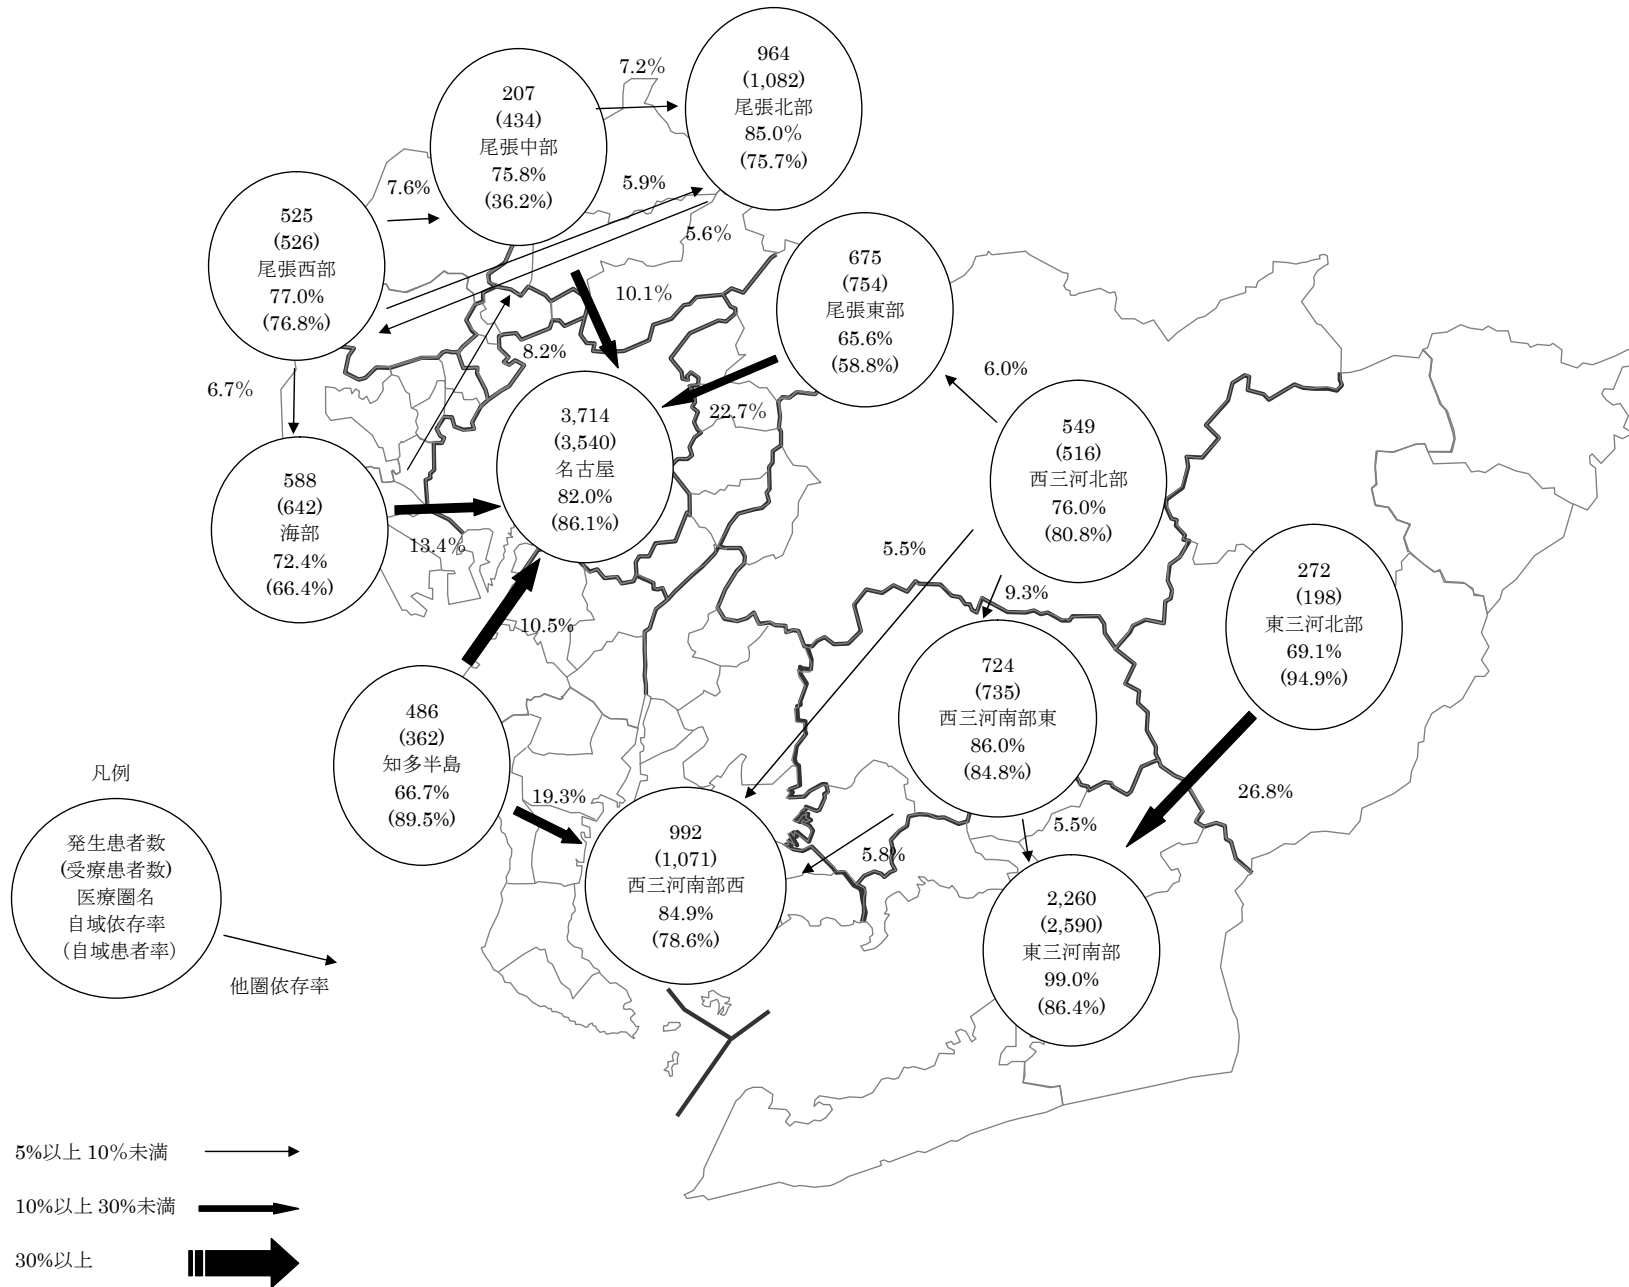 7.2%
964
(1,082)
尾張北部
85.0%
(75.7%)
207
(434)
尾張中部
75.8%
(36.2%)
7.6%
5.9%
5.6%
525
(526)
尾張西部
77.0%
(76.8%)
675
(754)
尾張東部
65.6%
(58.8%)
10.1%
8.2%
6.7%
22.7%
6.0%
3,714
(3,540)
名古屋
82.0%
(86.1%)
549
(516)
西三河北部
76.0%
(80.8%)
588
(642)
海部
72.4%
(66.4%)
13.4%
5.5%
9.3%
272
(198)
東三河北部
69.1%
(94.9%)
10.5%
724
(735)
西三河南部東
86.0%
(84.8%)
486
(362)
知多半島
66.7%
(89.5%)
19.3%
26.8%
5.5%
5.8%
992
(1,071)
西三河南部西
84.9%
(78.6%)
2,260
(2,590)
東三河南部
99.0%
(86.4%)
凡例
発生患者数
(受療患者数)
医療圏名
自域依存率
(自域患者率)
他圏依存率
5%以上 10%未満
10%以上 30%未満
30%以上